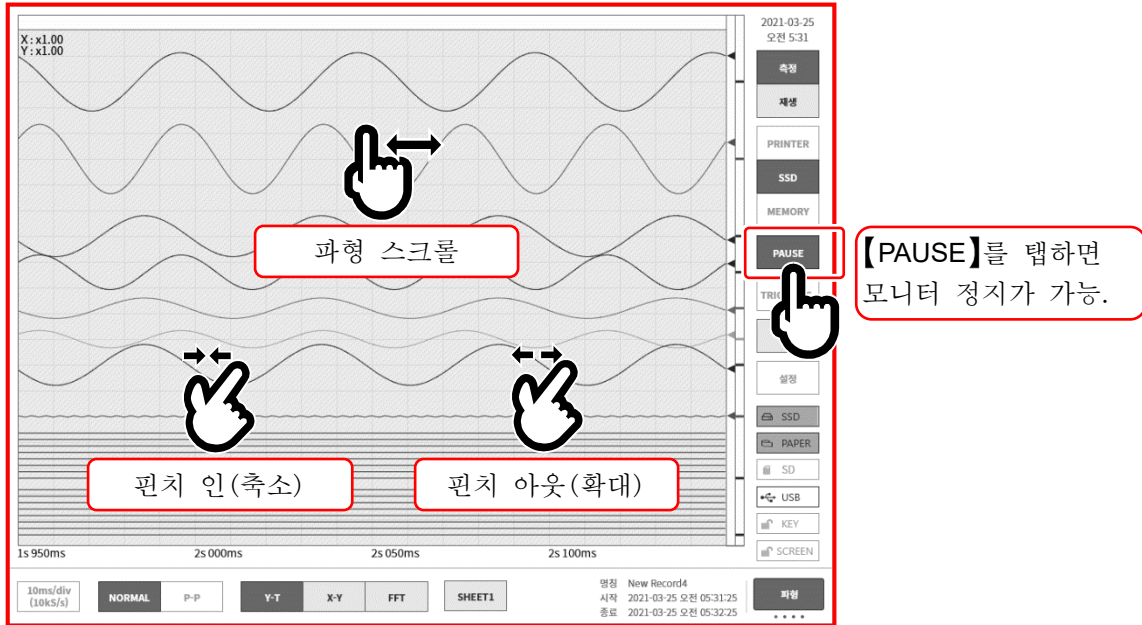 X : x1.00
Y : x1.00
2021-03-25
오전 5:31
측정
재생
PRINTER
SSD
MEMORY
PAUSE
【PAUSE】를 탭하면
모니터 정지가 가능.
파형 스크롤
설정
SSD
PAPER
핀치 인(축소)
핀치 아웃(확대)
SD
USB
KEY
SCREEN
1s 950ms
2s 000ms
2s 050ms
2s 100ms
10ms/div
(10kS/s)
NORMAL
P-P
Y-T
X-Y
FFT
SHEET1
명칭 New Record4
시작 2021-03-25 오전 05:31:25
종료 2021-03-25 오전 05:32:25
파형